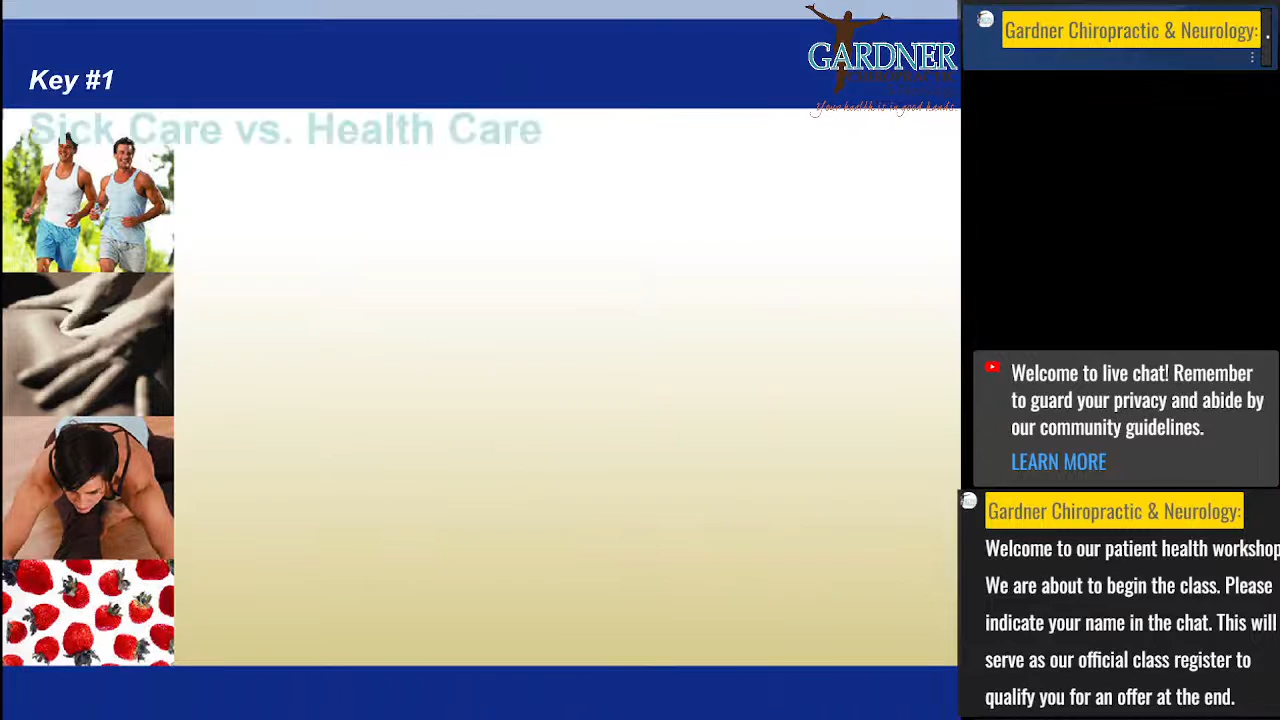 Key #1
GARDNER
CHIROPRACTIC
Your health is in good hands.
Sick Care vs. Health Care
Gardner Chiropractic & Neurology:
Welcome to live chat! Remember
to guard your privacy and abide by
our community guidelines.
LEARN MORE
Gardner Chiropractic & Neurology:
Welcome to our patient health workshop
We are about to begin the class. Please
indicate your name in the chat. This will
serve as our official class register to
qualify you for an offer at the end.